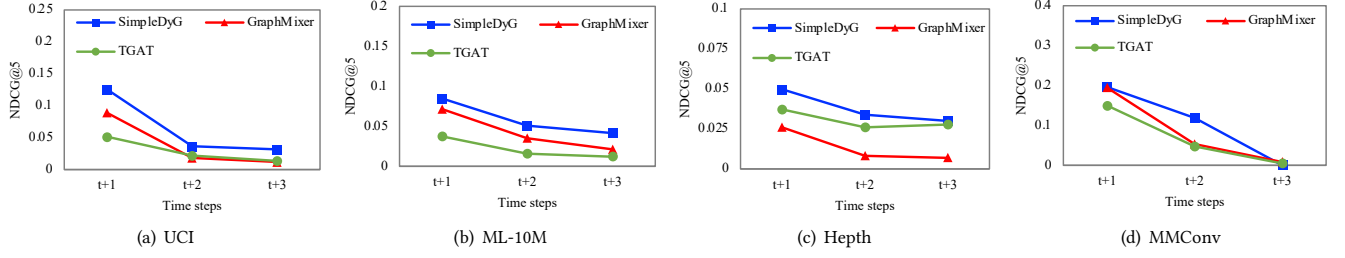 0.25
SimpleDyG GraphMixer
0.2
TGAT
0.15
0.1
0.05
0
NDCG@5
t+1 t+2 t+3
Time steps
(a) UCI
0.2
SimpleDyG GraphMixer
0.15
TGAT
0.1
0.05
0
NDCG@5
t+1 t+2 t+3
Time steps
(b) ML-10M
0.1
SimpleDyG GraphMixer
0.075
TGAT
0.05
0.025
0
NDCG@5
t+1 t+2 t+3
Time steps
(c) Hepth
0.4
SimpleDyG GraphMixer
0.3
TGAT
0.2
0.1
0
NDCG@5
t+1 t+2 t+3
Time steps
(d) MMConv